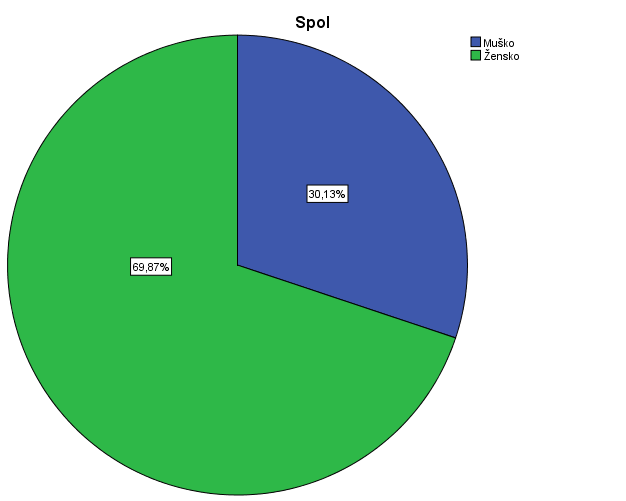 Spol
Muško
Žensko
30,13%
69,87%